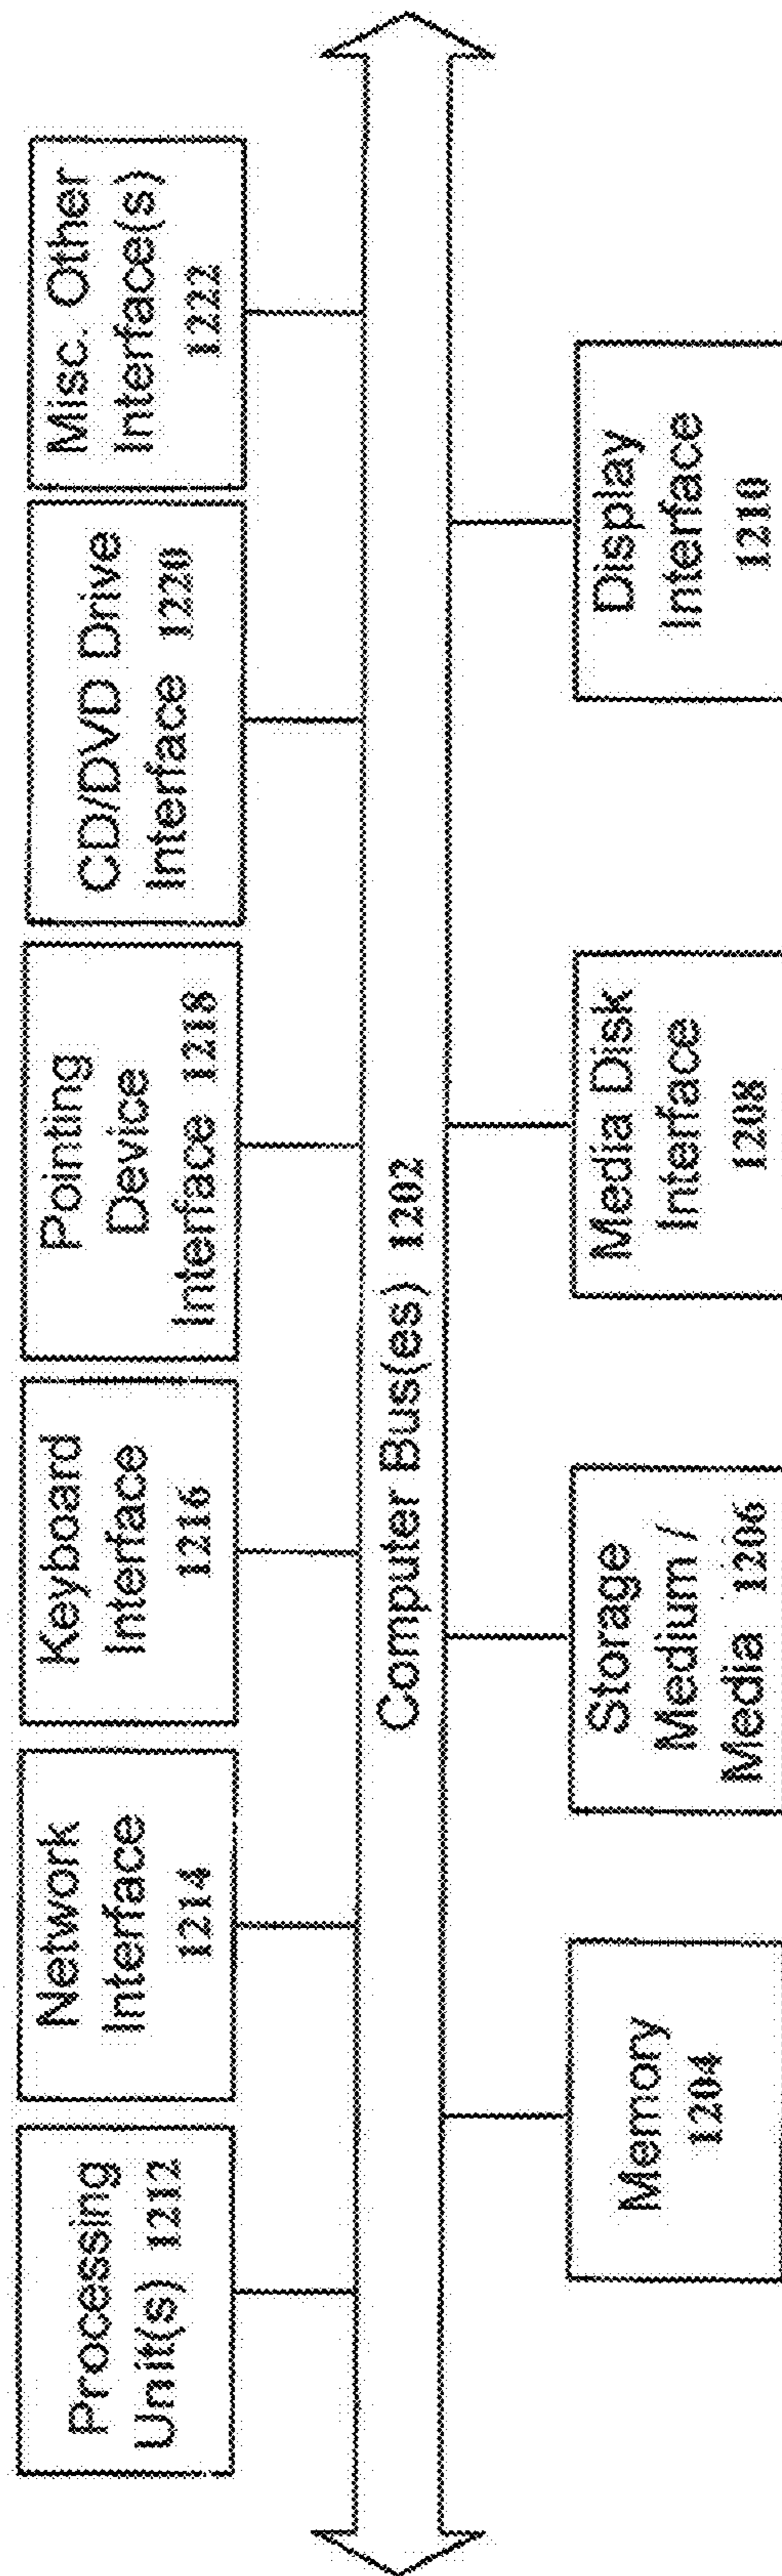 Processing
Unit(s) 1212
Network
Interface
1214
Keyboard
Interface
1216
Pointing
Device
Interface 1218
CD/DVD Drive
Interface 1220
Misc. Other
Interface(s)
1222
Computer Bus(es) 1202
Memory
1204
Storage
Medium /
Media 1206
Media Disk
Interface
1208
Display
Interface
1210